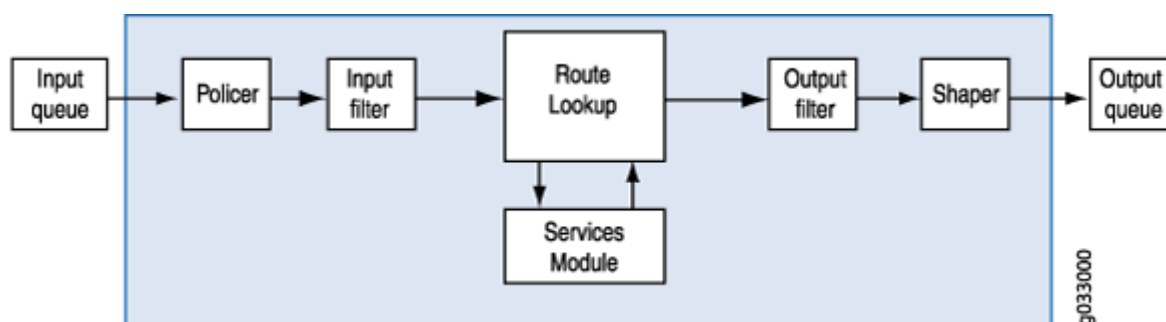 Input
queue
Policer
Input
filter
Route
Lookup
Output
filter
Shaper
Output
queue
Services
Module
g033000